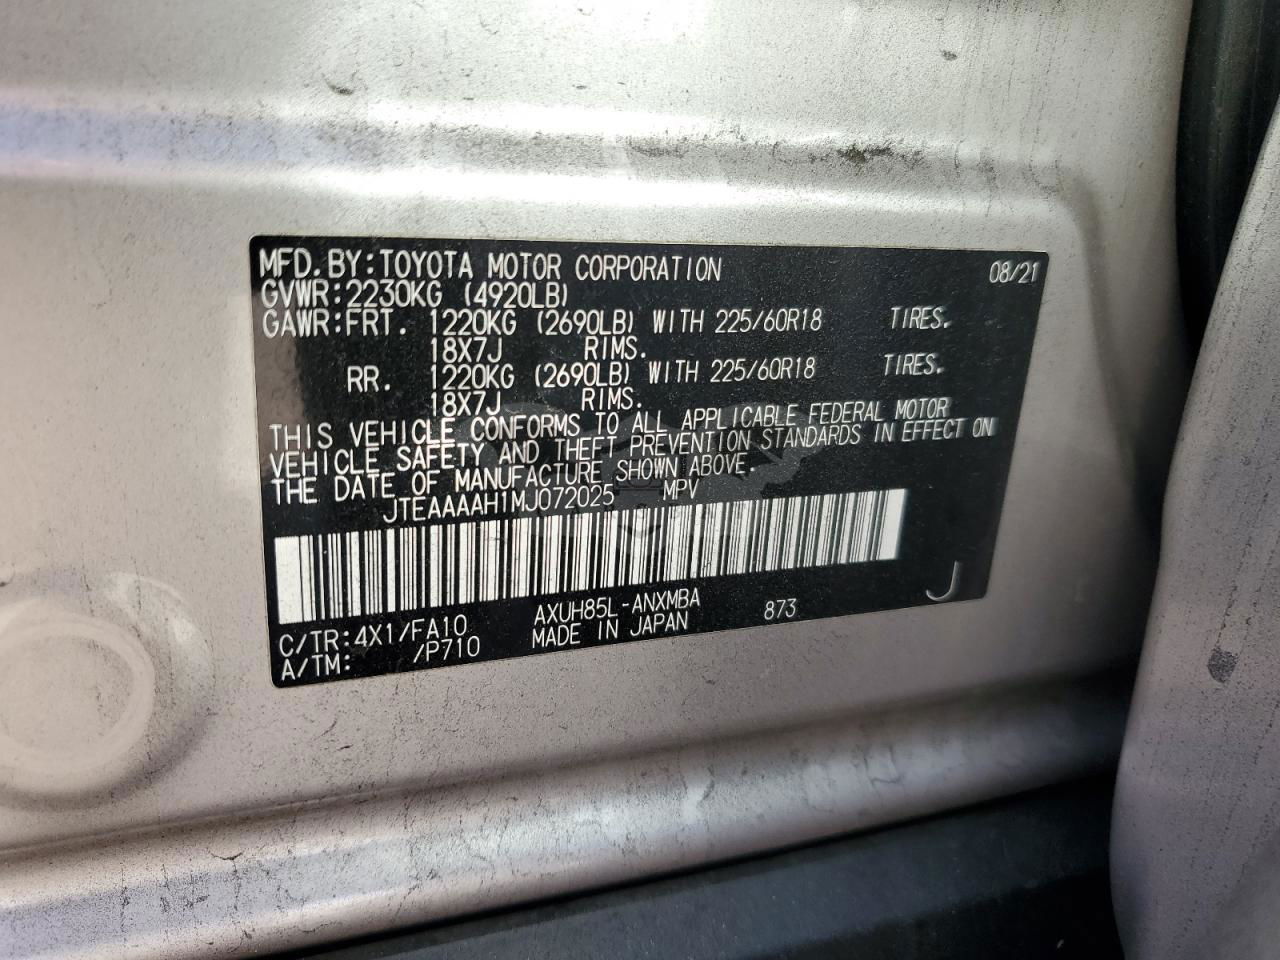 MFD. BY: TOYOTA MOTOR CORPORATION 08/21
GVWR: 2230KG (4920LB)
GAWR: FRT. 1220KG (2690LB) WITH 225/60R18 TIRES.
18X7J RIMS.
RR. 1220KG (2690LB) WITH 225/60R18 TIRES.
18X7J RIMS.
THIS VEHICLE CONFORMS TO ALL APPLICABLE FEDERAL MOTOR
VEHICLE SAFETY AND THEFT PREVENTION STANDARDS IN EFFECT ON
THE DATE OF MANUFACTURE SHOWN ABOVE.
JTEAAAAH1MJ072025 MPV
C/TR: 4X1/FA10 AXUH85L-ANXMBA 873 J
A/TM: /P710 MADE IN JAPAN